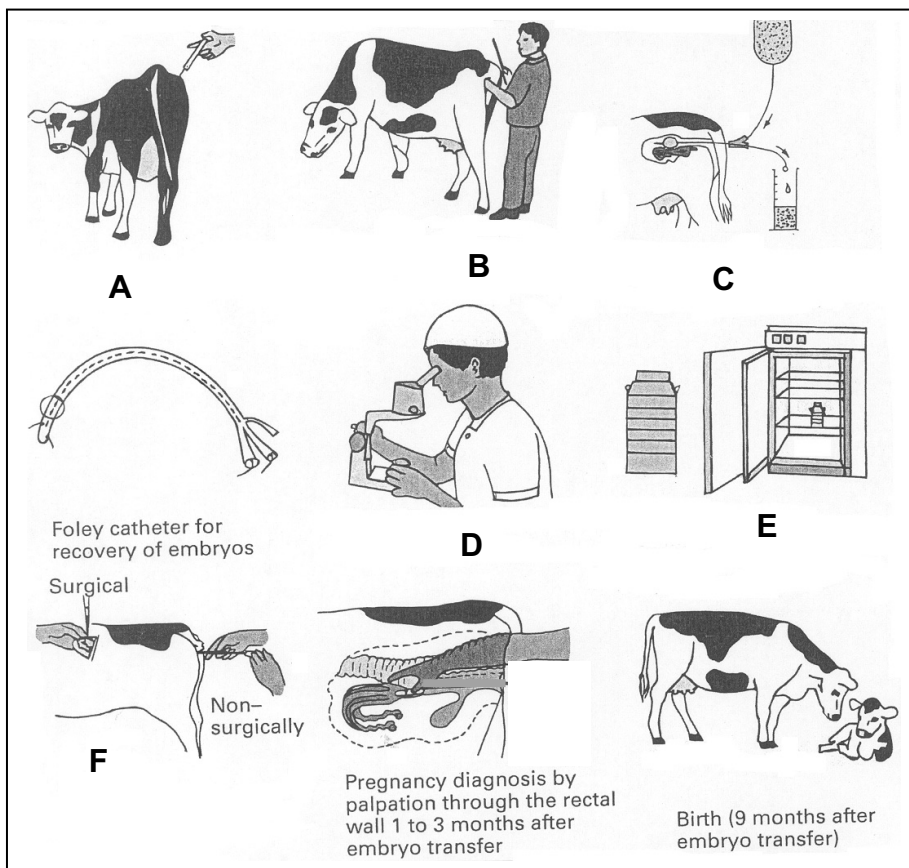 A
B
C
Foley catheter for
recovery of embryos
D
E
Surgical
Non-
surgically
F
Pregnancy diagnosis by
palpation through the rectal
wall 1 to 3 months after
embryo transfer
Birth (9 months after
embryo transfer)